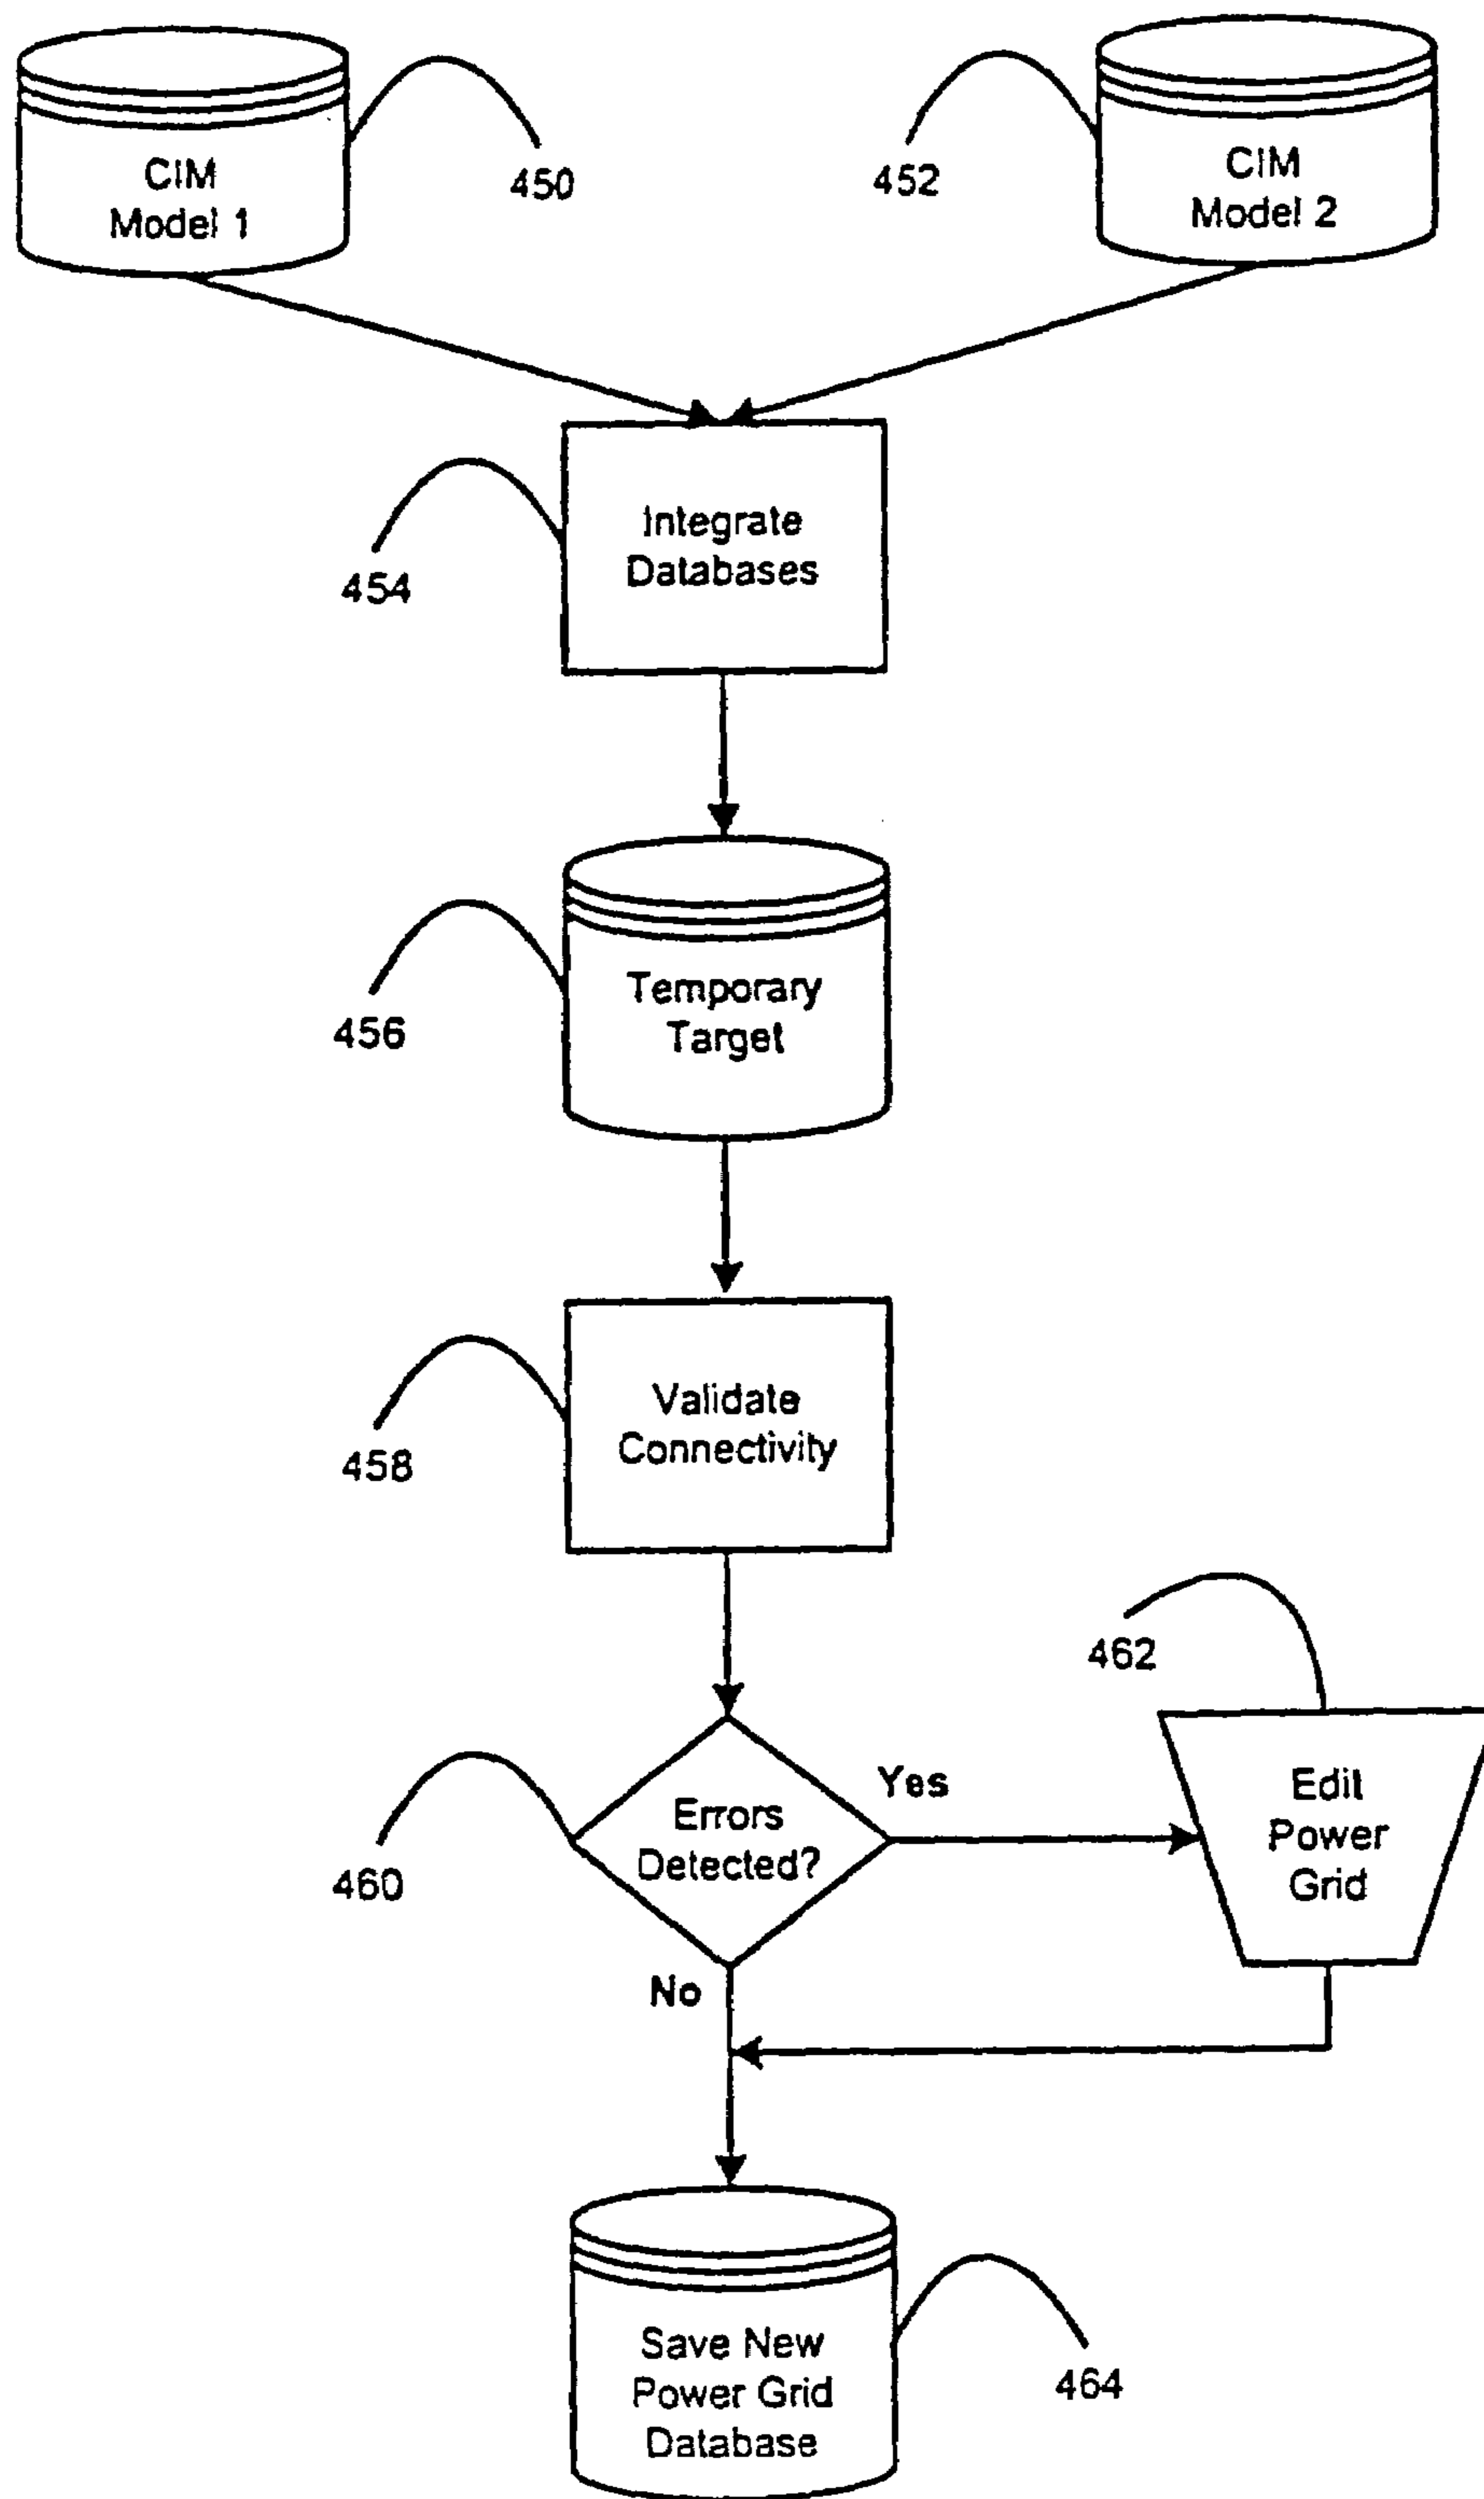 CIM
Model 1
450
452
CIM
Model 2
Integrate
Databases
454
Temporary
Target
456
Validate
Connectivity
458
462
Yes
Edit
Power
Grid
Errors
Detected?
460
No
Save New
Power Grid
Database
464